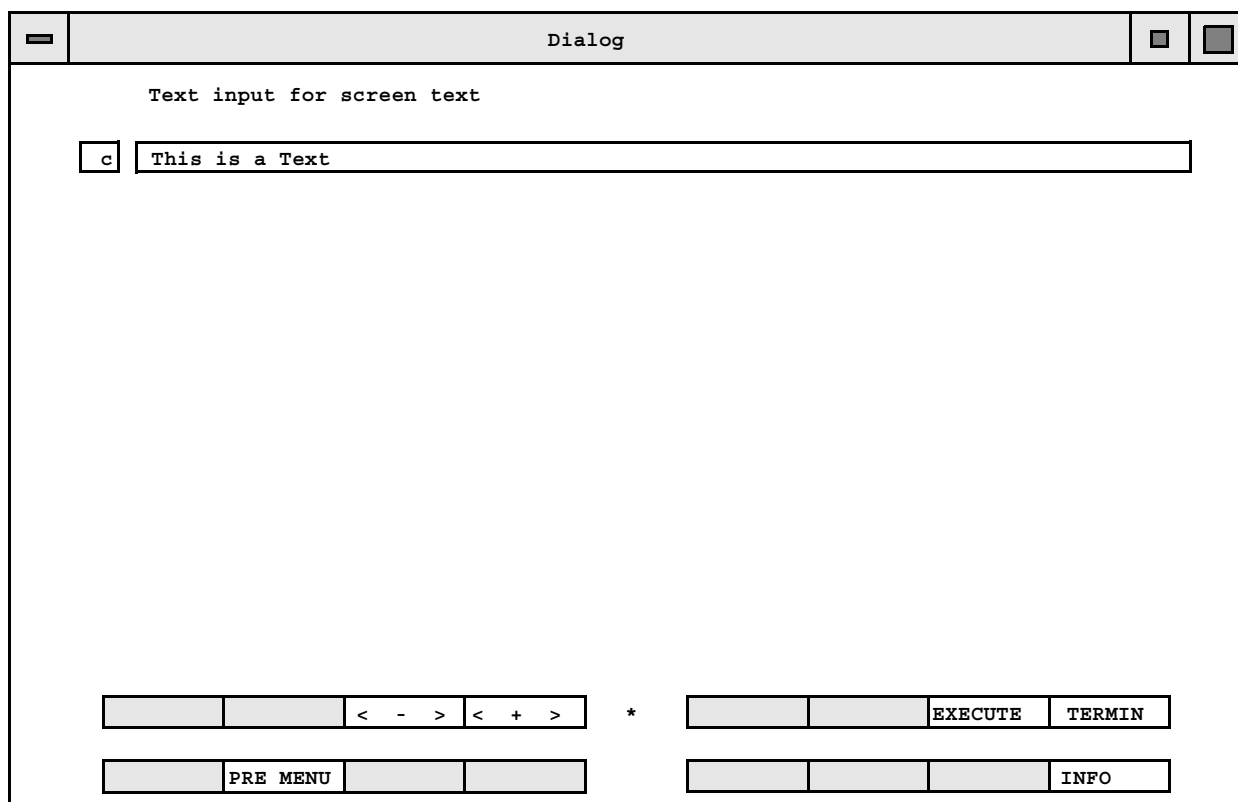 Dialog
Text input for screen text
c This is a Text
< - > < + > * EXECUTE TERMIN
PRE MENU INFO